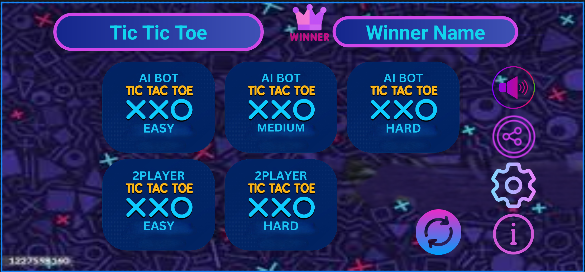 Tic Tic Toe
WINNER
Winner Name
AI BOT
TIC TAC TOE
XXO
EASY
AI BOT
TIC TAC TOE
XXO
MEDIUM
AI BOT
TIC TAC TOE
XXO
HARD
2PLAYER
TIC TAC TOE
XXO
EASY
2PLAYER
TIC TAC TOE
XXO
HARD
i